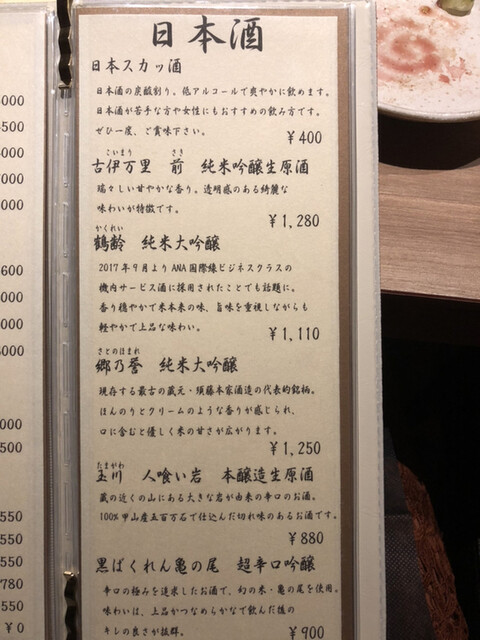 日本酒
日本スカッ酒
日本酒の炭酸割り。低アルコールで爽やかに飲めます。
日本酒が苦手な方や女性にもおすすめの飲み方です。
ぜひ一度、ご賞味下さい。
¥400
こいまり さき
古伊万里 前 純米吟醸生原酒
瑞々しい甘やかな香り。透明感のある綺麗な
味わいが特徴です。
¥1,280
かくれい
鶴齢 純米大吟醸
2017年9月よりANA国際線ビジネスクラスの
機内サービス酒に採用されたことでも話題に。
香り穏やかで米本来の味、旨味を重視しながらも
軽やかで上品な味わい。
¥1,110
さとのほまれ
郷乃誉 純米大吟醸
現存する最古の蔵元・須藤本家酒造の代表的銘柄。
ほんのりとクリームのような香りが感じられ、
口に含むと優しく米の甘さが広がります。
¥1,250
たまがわ
玉川 人喰い岩 本醸造生原酒
蔵の近くの山にある大きな岩が由来の辛口のお酒。
100%甲山産五百万石で仕込んだ切れ味のあるお酒です。
¥880
黒ばくれん亀の尾 超辛口吟醸
辛口の極みを追求したお酒で、幻の米・亀の尾を使用。
味わいは、上品かつなめらかなで飲んだ後の
キレの良さが抜群。
¥900